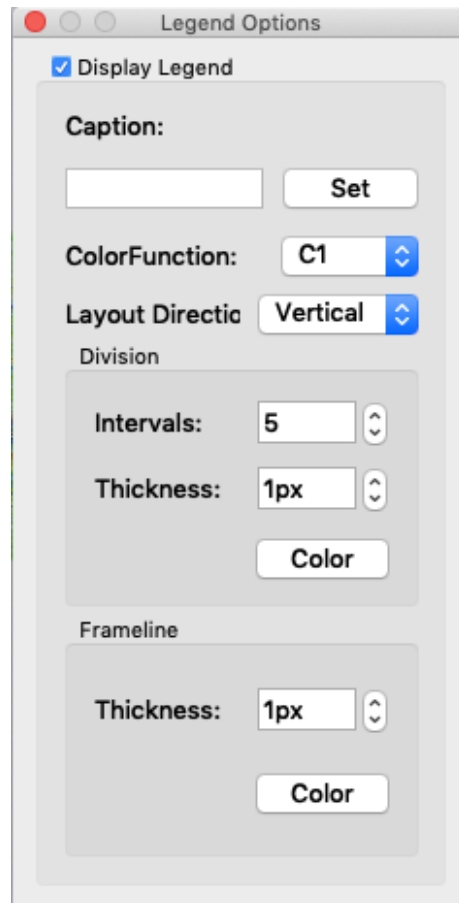 Legend Options
Display Legend
Caption:
Set
ColorFunction: C1
Layout Directic Vertical
Division
Intervals: 5
Thickness: 1px
Color
Frameline
Thickness: 1px
Color